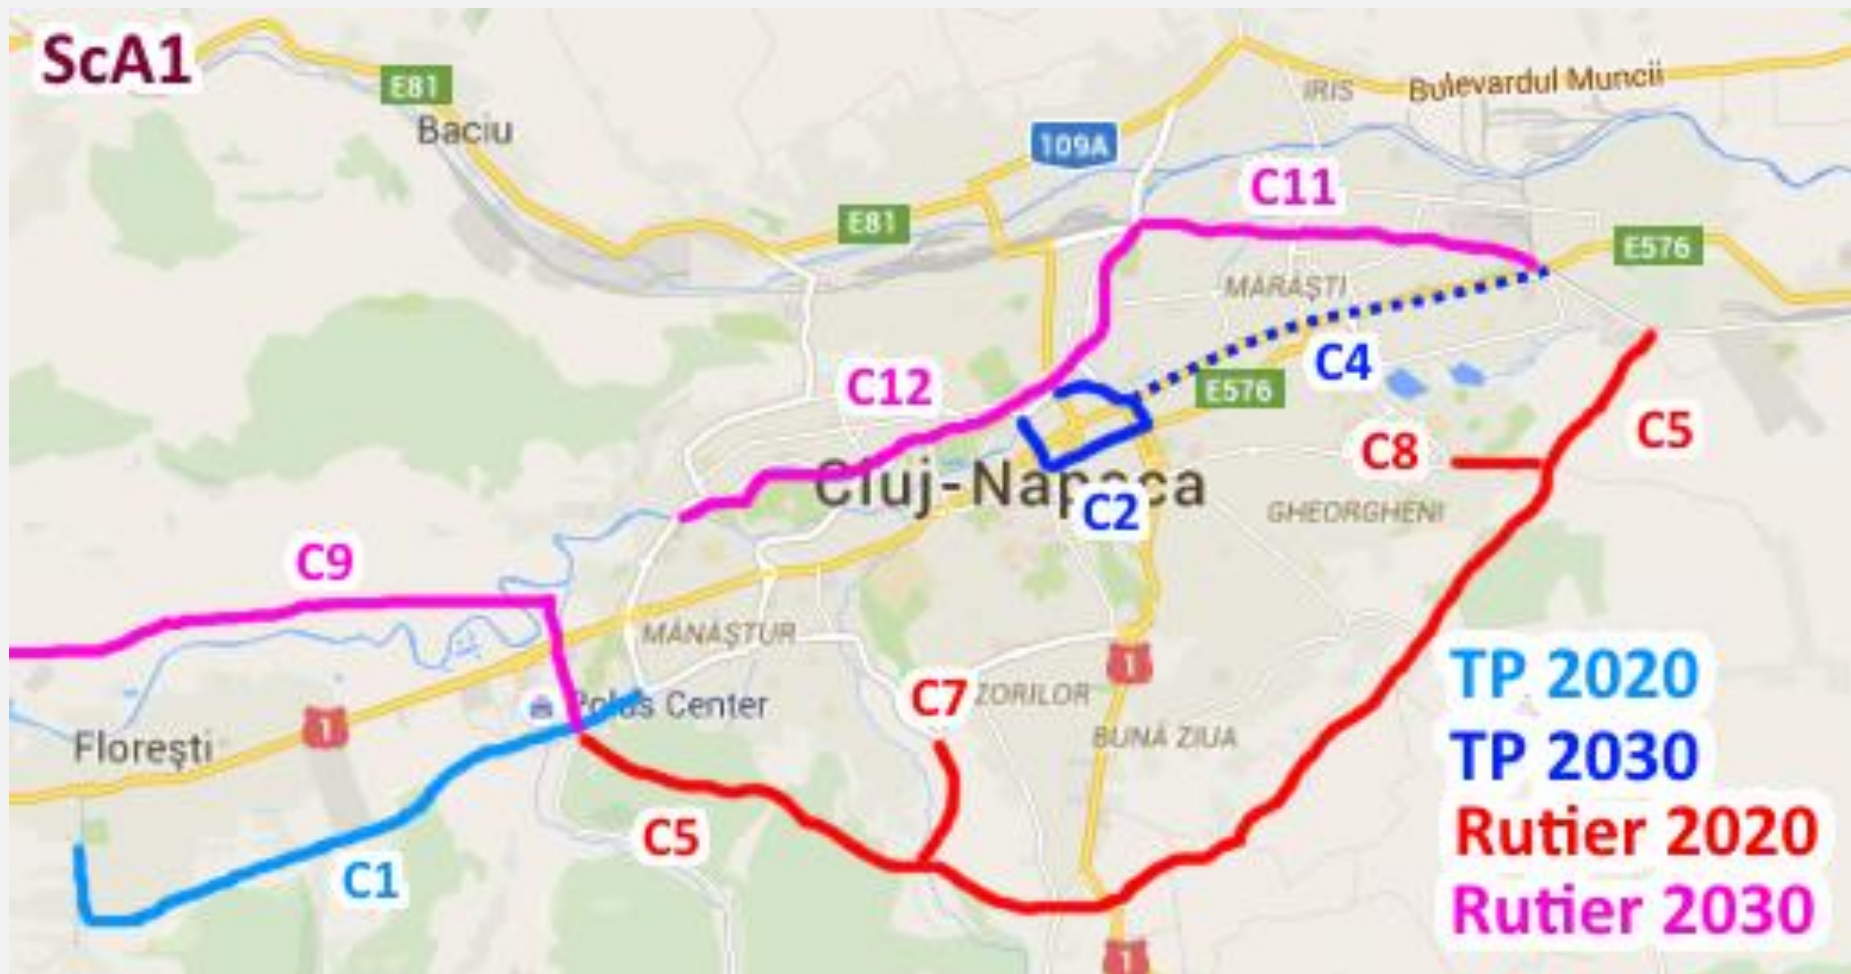 ScA1
E81
Baciu
IRIS
Bulevardul Muncii
109A
C11
E81
E576
MĂRĂȘTI
C12
C4
E576
C5
C8
Cluj-Napoca
C2
GHEORGHENI
C9
MĂNĂȘTUR
1
TP 2020
C7
ZORILOR
Polus Center
1
Florești
BUNĂ ZIUA
TP 2030
C5
Rutier 2020
C1
Rutier 2030
1